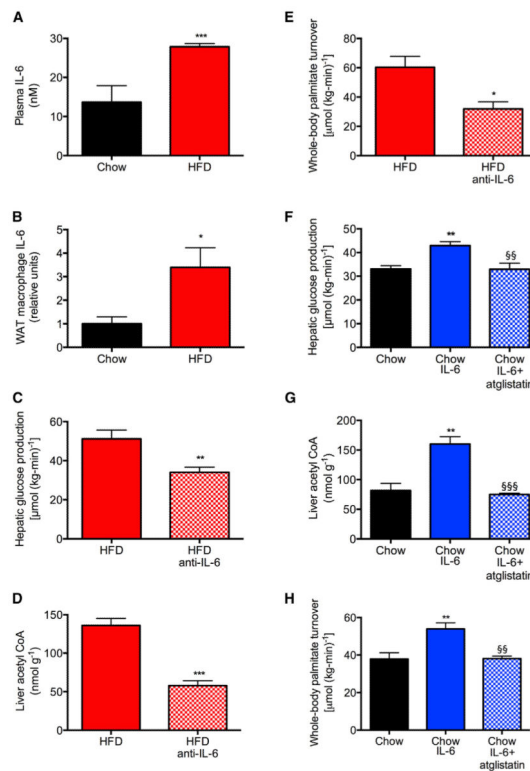 A
Plasma IL-6
(nM)
30
20
10
0
***
Chow
HFD
B
WAT macrophage IL-6
(relative units)
5
4
3
2
1
0
*
Chow
HFD
C
Hepatic glucose production
[µmol (kg-min)⁻¹]
60
40
20
0
**
HFD
HFD
anti-IL-6
D
Liver acetyl CoA
(nmol g⁻¹)
150
100
50
0
***
HFD
HFD
anti-IL-6
E
Whole-body palmitate turnover
[µmol (kg-min)⁻¹]
80
60
40
20
0
*
HFD
HFD
anti-IL-6
F
Hepatic glucose production
[µmol (kg-min)⁻¹]
50
40
30
20
10
0
**
§§
Chow
Chow
IL-6
Chow
IL-6+
atglistatin
G
Liver acetyl CoA
(nmol g⁻¹)
200
150
100
50
0
**
§§§
Chow
Chow
IL-6
Chow
IL-6+
atglistatin
H
Whole-body palmitate turnover
[µmol (kg-min)⁻¹]
80
60
40
20
0
**
§§
Chow
Chow
IL-6
Chow
IL-6+
atglistatin